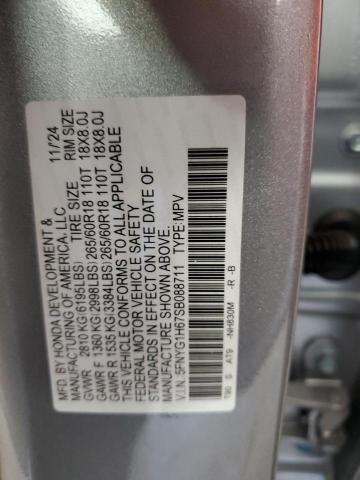 MFD. BY HONDA DEVELOPMENT & 11/'24
MANUFACTURING OF AMERICA, LLC
TIRE SIZE RIM SIZE
GVWR 2810 KG(6195LBS)
GAWR F 1360 KG(2998LBS) 265/60R18 110T 18X8.0J
GAWR R 1535 KG(3384LBS) 265/60R18 110T 18X8.0J
THIS VEHICLE CONFORMS TO ALL APPLICABLE
FEDERAL MOTOR VEHICLE SAFETY
STANDARDS IN EFFECT ON THE DATE OF
MANUFACTURE SHOWN ABOVE.
V.I.N. 5FNYG1H67SB088711 TYPE:MPV
T90 S AT9 -NH830M -R -B